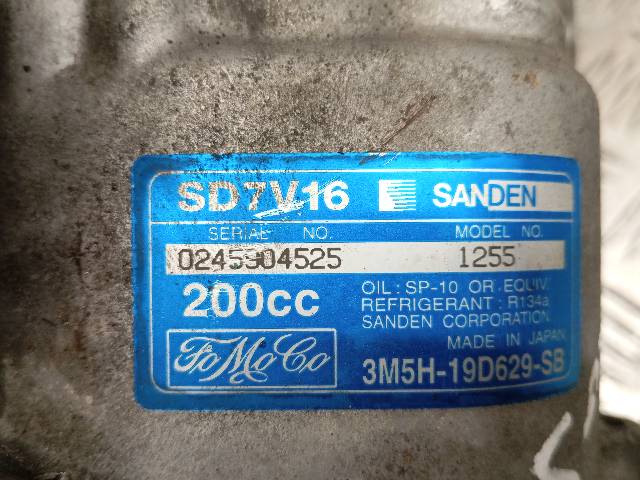 SD7V16 SANDEN
SERIAL NO. MODEL NO.
0245904525 1255
200cc
OIL : SP-10 OR EQUIV.
REFRIGERANT : R134a
SANDEN CORPORATION
MADE IN JAPAN
FoMoCo
3M5H-19D629-SB